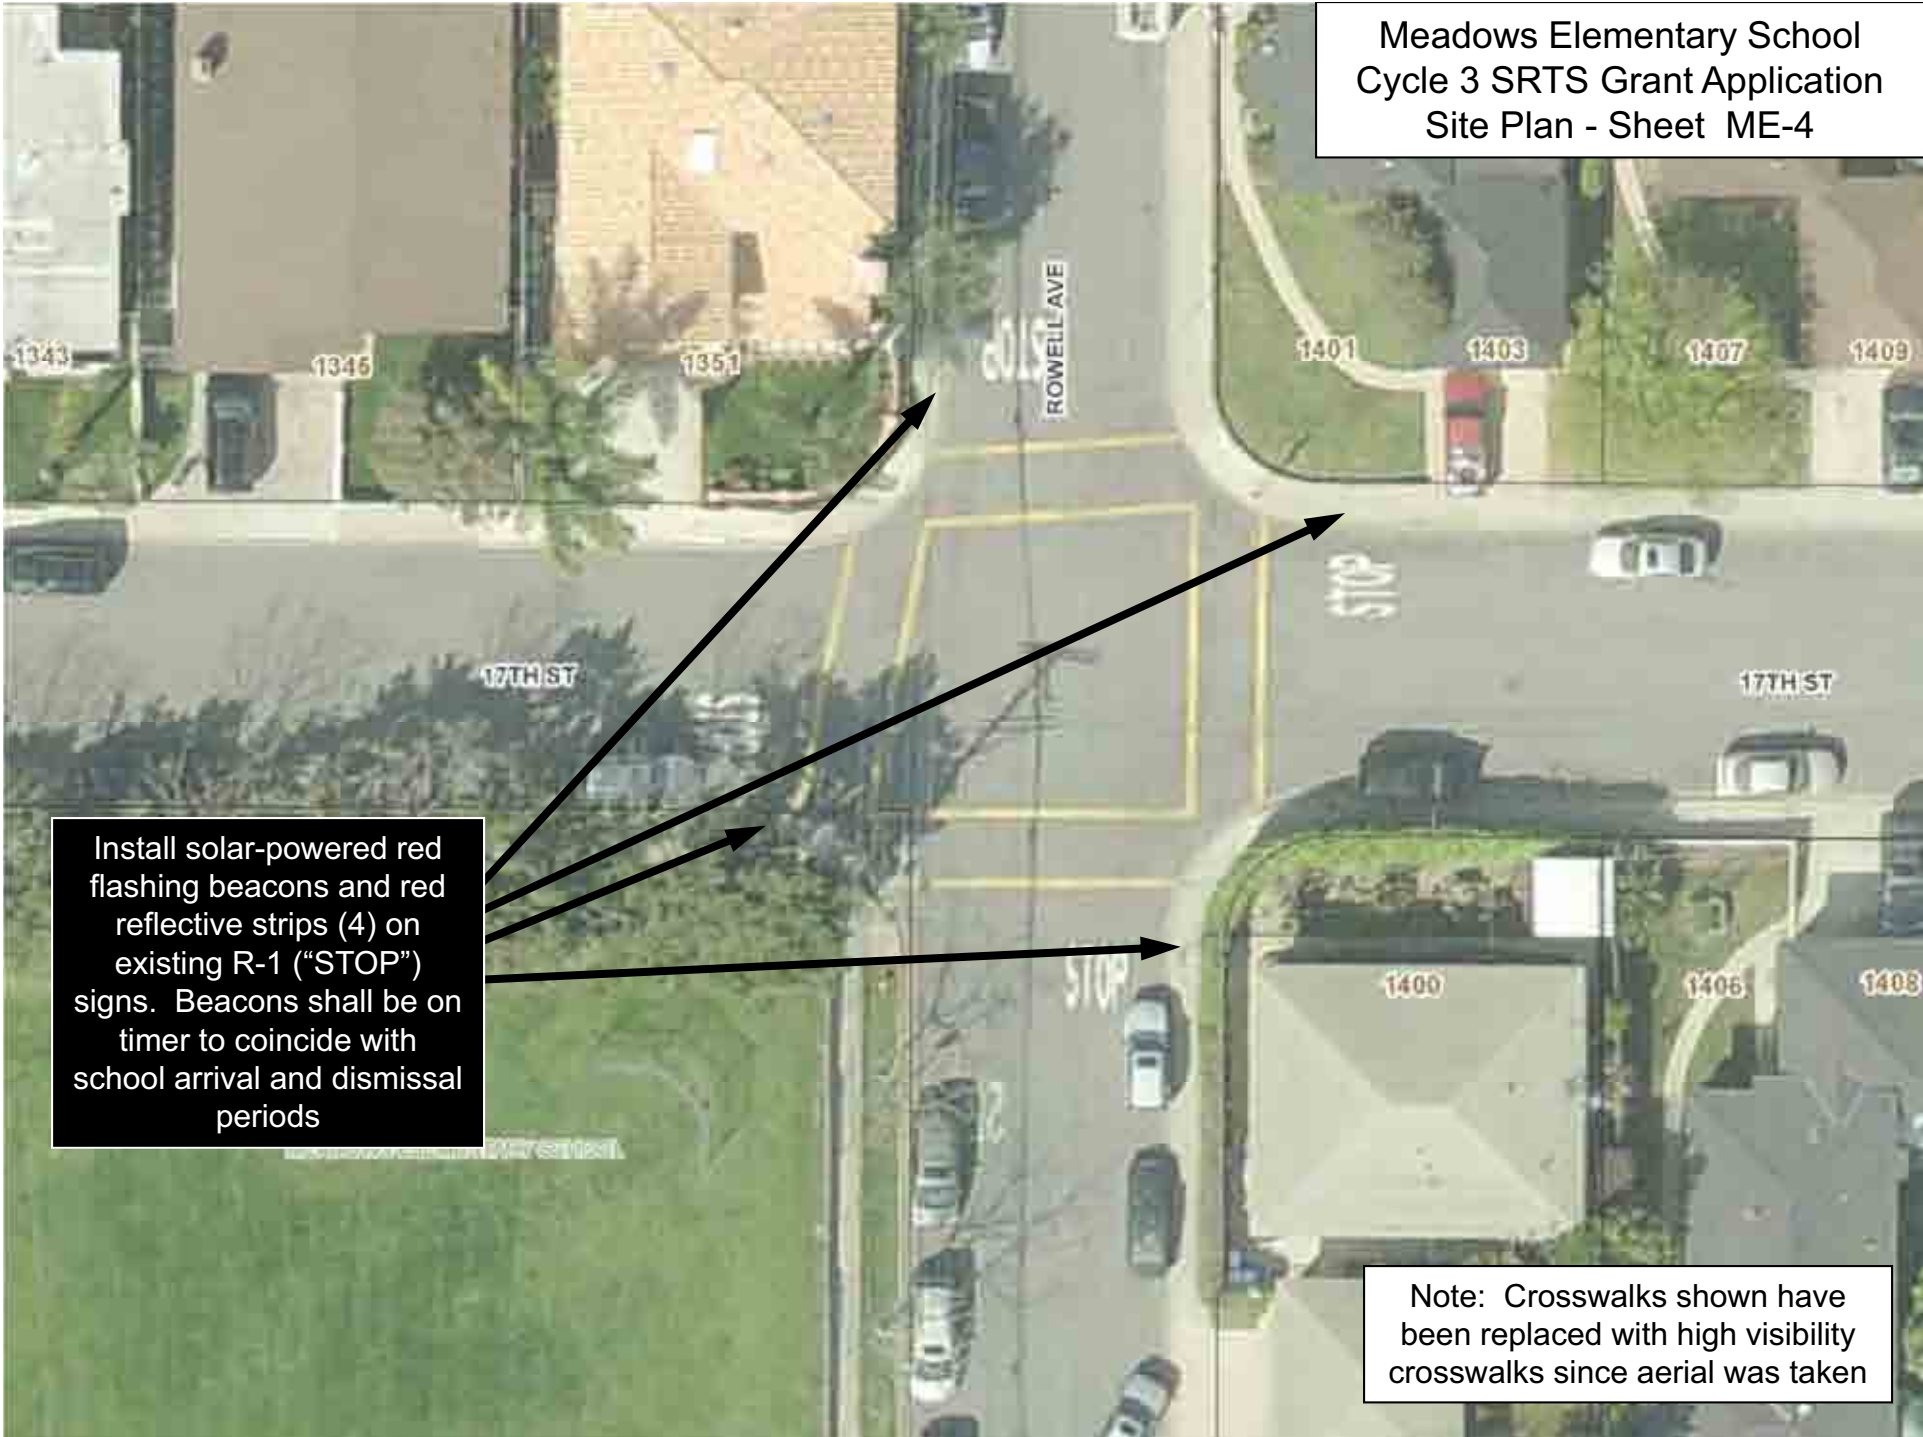 Meadows Elementary School
Cycle 3 SRTS Grant Application
Site Plan - Sheet ME-4
ROWELL AVE
STOP
1343
1345
1351
1401
1403
1407
1409
STOP
17TH ST
17TH ST
Install solar-powered red
flashing beacons and red
reflective strips (4) on
existing R-1 (“STOP”)
signs. Beacons shall be on
timer to coincide with
school arrival and dismissal
periods
STOP
1400
1406
1408
Note: Crosswalks shown have
been replaced with high visibility
crosswalks since aerial was taken